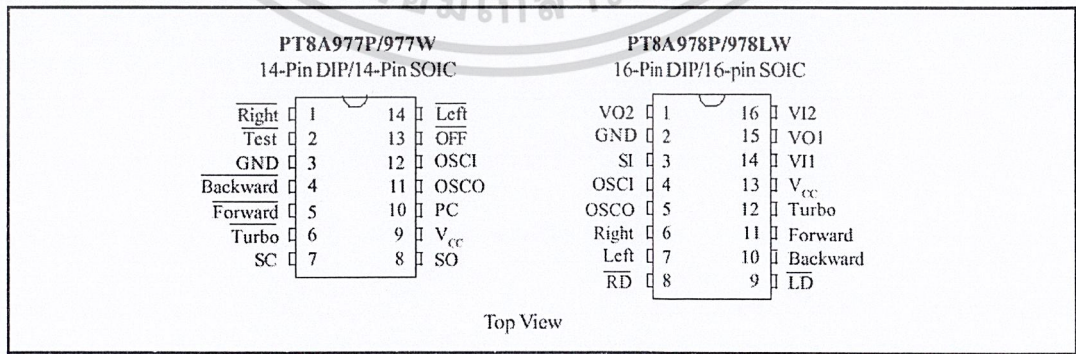 PT8A977P/977W
14-Pin DIP/14-Pin SOIC
Right 1 14 Left
Test 2 13 OFF
GND 3 12 OSCI
Backward 4 11 OSCO
Forward 5 10 PC
Turbo 6 9 VCC
SC 7 8 SO
PT8A978P/978LW
16-Pin DIP/16-pin SOIC
VO2 1 16 VI2
GND 2 15 VO1
SI 3 14 VI1
OSCI 4 13 VCC
OSCO 5 12 Turbo
Right 6 11 Forward
Left 7 10 Backward
RD 8 9 LD
Top View